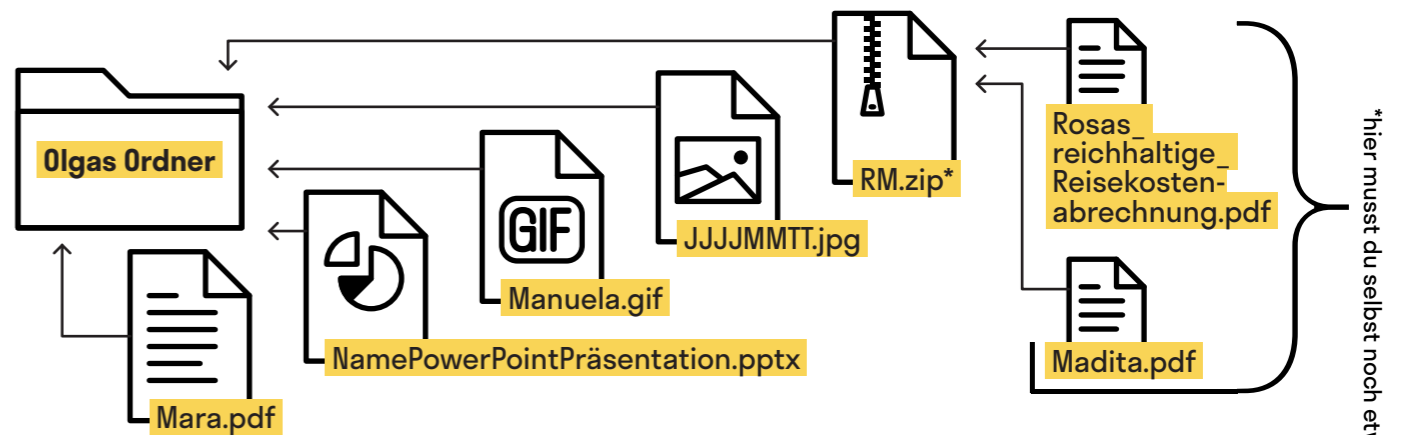 Olgas Ordner
Mara.pdf
NamePowerPointPräsentation.pptx
GIF
Manuela.gif
JJJJMMTT.jpg
RM.zip*
Rosas_
reichhaltige_
Reisekosten-
abrechnung.pdf
Madita.pdf
*hier musst du selbst noch